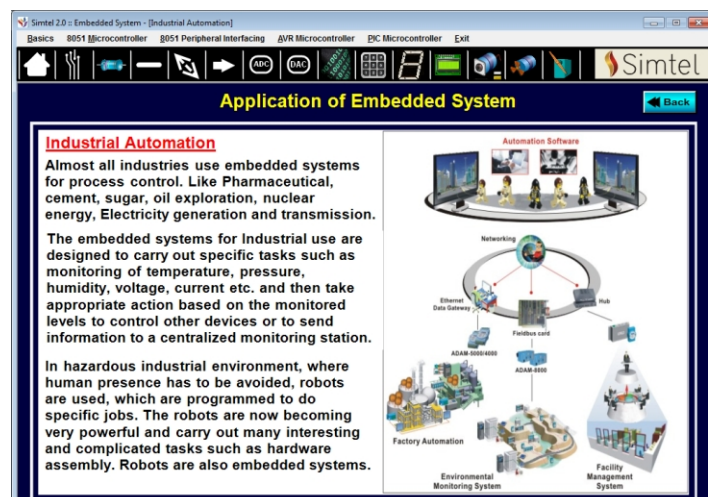 Simtel 2.0 :: Embedded System - [Industrial Automation]
Basics 8051 Microcontroller 8051 Peripheral Interfacing AVR Microcontroller PIC Microcontroller Exit
ADC DAC Simtel
Application of Embedded System
Back
Industrial Automation
Almost all industries use embedded systems
for process control. Like Pharmaceutical,
cement, sugar, oil exploration, nuclear
energy, Electricity generation and transmission.
The embedded systems for Industrial use are
designed to carry out specific tasks such as
monitoring of temperature, pressure,
humidity, voltage, current etc. and then take
appropriate action based on the monitored
levels to control other devices or to send
information to a centralized monitoring station.
In hazardous industrial environment, where
human presence has to be avoided, robots
are used, which are programmed to do
specific jobs. The robots are now becoming
very powerful and carry out many interesting
and complicated tasks such as hardware
assembly. Robots are also embedded systems.
Automation Software
Networking
Ethernet
Data Gateway
Fieldbus card
Hub
ADAM-5000/4000
ADAM-8000
Factory Automation
Environmental
Monitoring System
Facility
Management
System